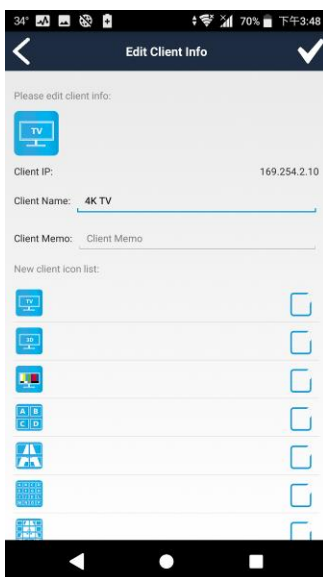 34° 70% 下午3:48
Edit Client Info
Please edit client info:
TV
Client IP: 169.254.2.10
Client Name: 4K TV
Client Memo: Client Memo
New client icon list:
TV
3D
A B
C D